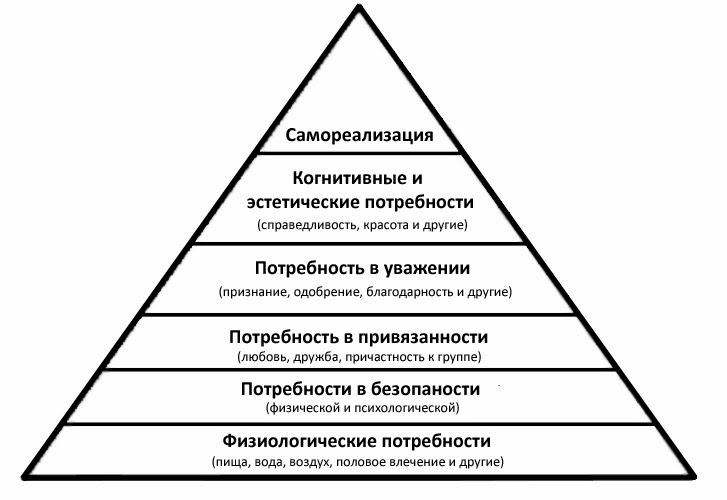 Самореализация
Когнитивные и
эстетические потребности
(справедливость, красота и другие)
Потребность в уважении
(признание, одобрение, благодарность и другие)
Потребность в привязанности
(любовь, дружба, причастность к группе)
Потребности в безопаности
(физической и психологической)
Физиологические потребности
(пища, вода, воздух, половое влечение и другие)